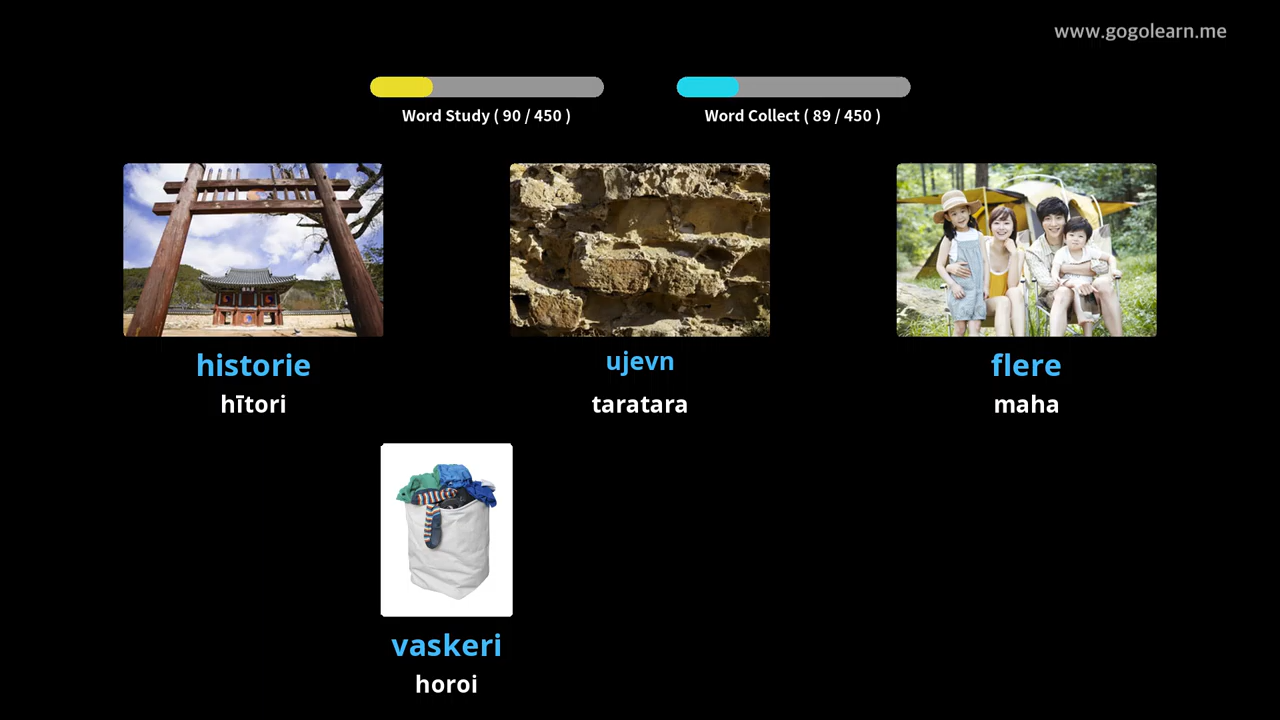 www.gogolearn.me
Word Study ( 90 / 450 )
Word Collect ( 89 / 450 )
historie
hītori
ujevn
taratara
flere
maha
vaskeri
horoi